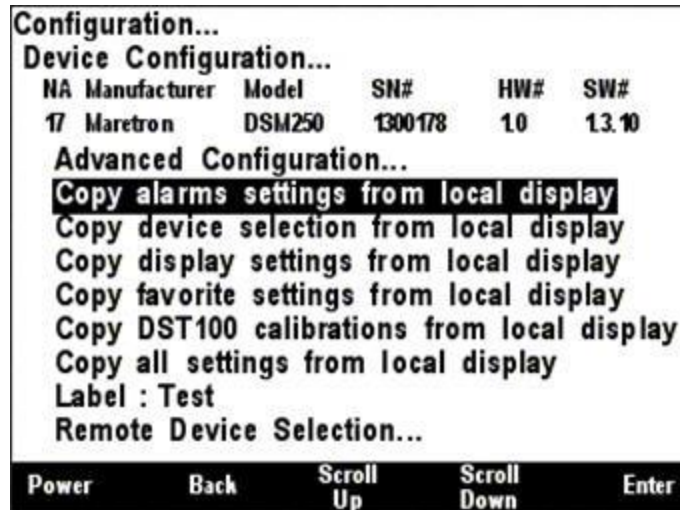 Configuration...
Device Configuration...
NA Manufacturer Model SN# HW# SW#
17 Maretron DSM250 1300178 1.0 1.3.10
Advanced Configuration...
Copy alarms settings from local display
Copy device selection from local display
Copy display settings from local display
Copy favorite settings from local display
Copy DST100 calibrations from local display
Copy all settings from local display
Label : Test
Remote Device Selection...
Power Back Scroll Up Scroll Down Enter